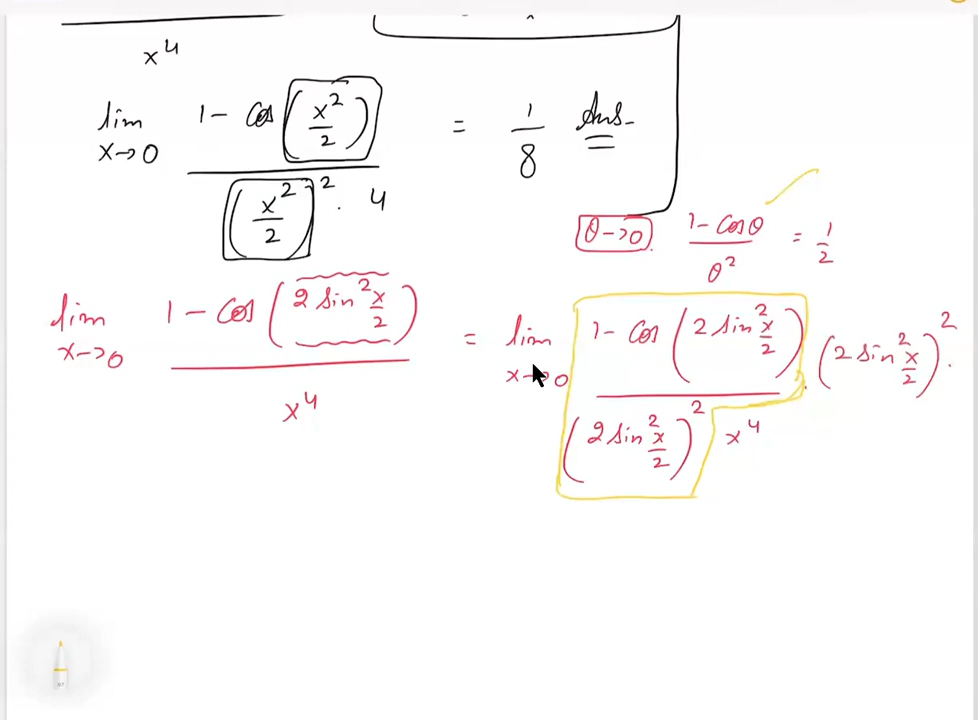 x⁴
lim x→0 1 - cos(x²/2) / (x²/2)² · 4 = 1/8 Ans-
θ→0 1 - cosθ / θ² = 1/2
lim x→0 1 - cos(2 sin² x/2) / x⁴ = lim x→0 1 - cos(2 sin² x/2) / (2 sin² x/2)² x⁴ · (2 sin² x/2)² .